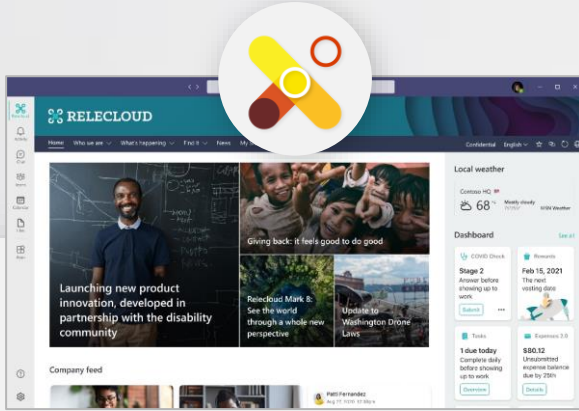 RELECLOUD
Home
Who we are
What's happening
Find it
News
Confidential
English
Launching new product
innovation, developed in
partnership with the disability
community
Giving back: it feels good to do good
Relecloud Mark 8:
See the world
through a whole new
perspective
Update to
Washington Drone
Laws
Local weather
Contoso HQ
68
Mostly cloudy
MSN Weather
Dashboard
See all
COVID Check
Stage 2
Answer before
showing up to
work
Submit
Rewards
Feb 15, 2021
The next
vesting date
Tasks
1 due today
Complete daily
before showing
up to work
Overview
Expenses 2.0
$80.12
Unsubmitted
expense balance
due by 25th
Details
Company feed
Patti Fernandez